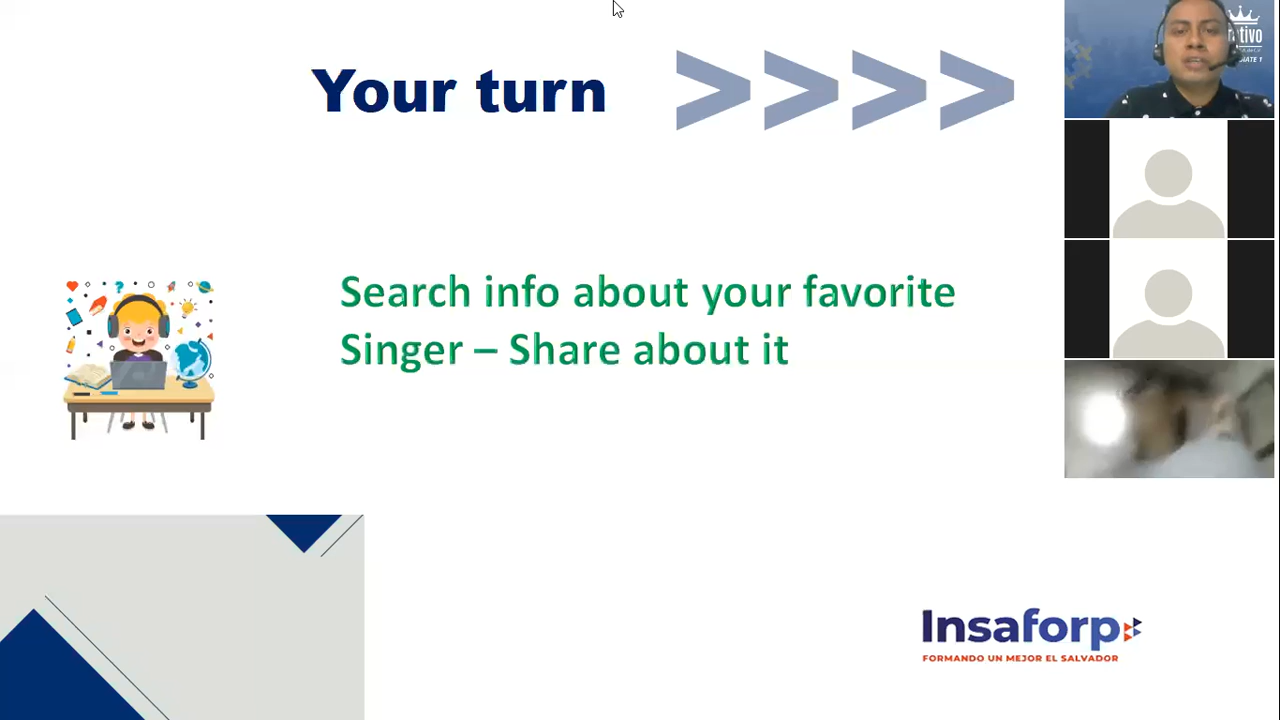 Your turn >>>>
Search info about your favorite
Singer – Share about it
Insaforp
FORMANDO UN MEJOR EL SALVADOR